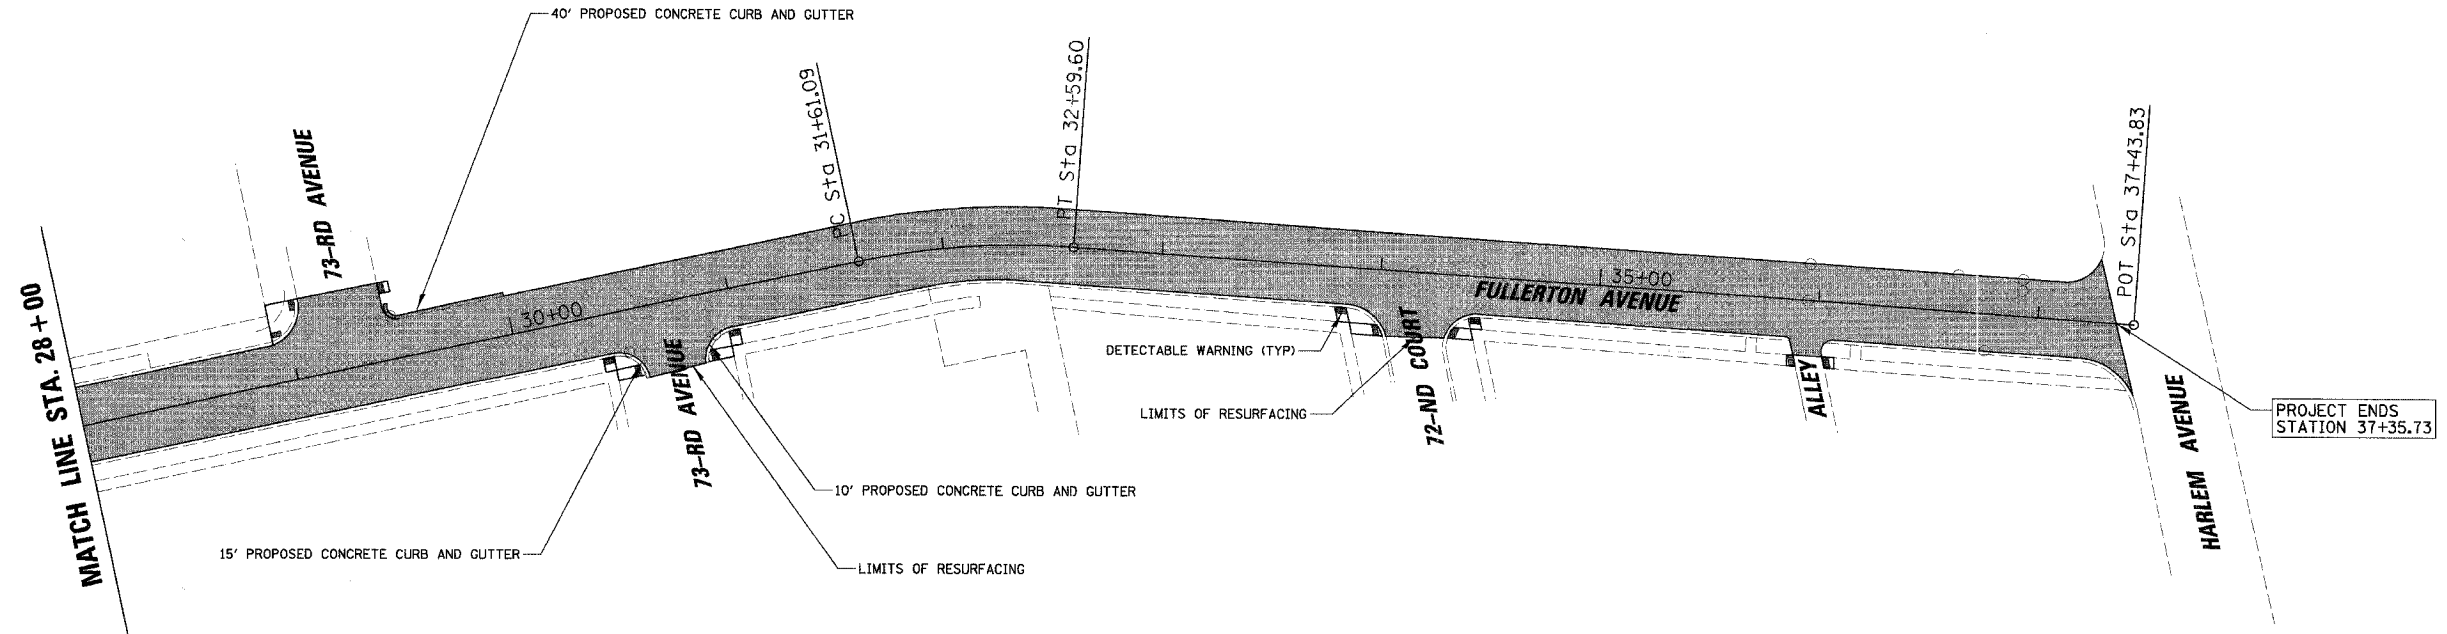 40' PROPOSED CONCRETE CURB AND GUTTER
73-RD AVENUE
PC Sta 31+61.09
PT Sta 32+59.60
POT Sta 37+43.83
MATCH LINE STA. 28+00
30+00
35+00
FULLERTON AVENUE
73-RD AVENUE
DETECTABLE WARNING (TYP)
72-ND COURT
LIMITS OF RESURFACING
ALLEY
HARLEM AVENUE
PROJECT ENDS
STATION 37+35.73
10' PROPOSED CONCRETE CURB AND GUTTER
15' PROPOSED CONCRETE CURB AND GUTTER
LIMITS OF RESURFACING